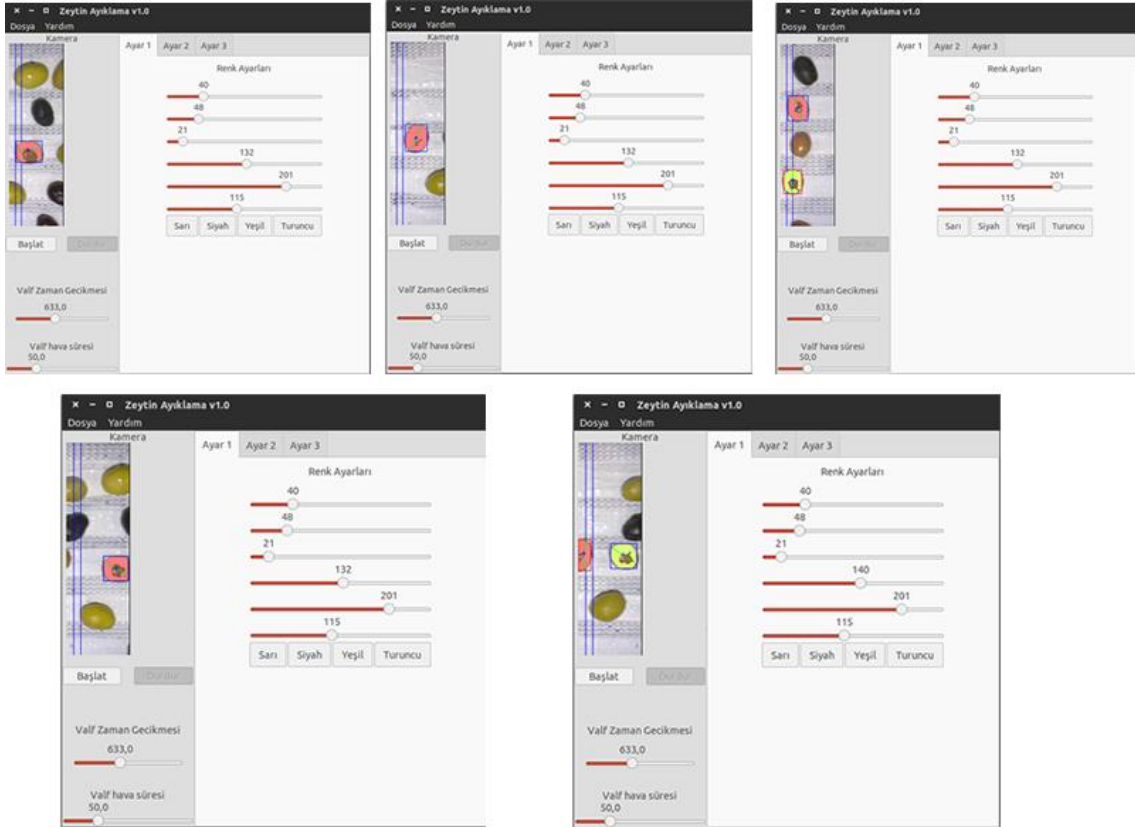 Zeytin Ayıklama v1.0
Dosya Yardım
Kamera
Ayar 1 Ayar 2 Ayar 3
Renk Ayarları
40
48
21
132
201
115
Sarı Siyah Yeşil Turuncu
Başlat Durdur
Valf Zaman Gecikmesi
633,0
Valf hava süresi
50,0
Zeytin Ayıklama v1.0
Dosya Yardım
Kamera
Ayar 1 Ayar 2 Ayar 3
Renk Ayarları
40
48
21
132
201
115
Sarı Siyah Yeşil Turuncu
Başlat Durdur
Valf Zaman Gecikmesi
633,0
Valf hava süresi
50,0
Zeytin Ayıklama v1.0
Dosya Yardım
Kamera
Ayar 1 Ayar 2 Ayar 3
Renk Ayarları
40
48
21
132
201
115
Sarı Siyah Yeşil Turuncu
Başlat Durdur
Valf Zaman Gecikmesi
633,0
Valf hava süresi
50,0
Zeytin Ayıklama v1.0
Dosya Yardım
Kamera
Ayar 1 Ayar 2 Ayar 3
Renk Ayarları
40
48
21
132
201
115
Sarı Siyah Yeşil Turuncu
Başlat Durdur
Valf Zaman Gecikmesi
633,0
Valf hava süresi
50,0
Zeytin Ayıklama v1.0
Dosya Yardım
Kamera
Ayar 1 Ayar 2 Ayar 3
Renk Ayarları
40
48
21
140
201
115
Sarı Siyah Yeşil Turuncu
Başlat Durdur
Valf Zaman Gecikmesi
633,0
Valf hava süresi
50,0